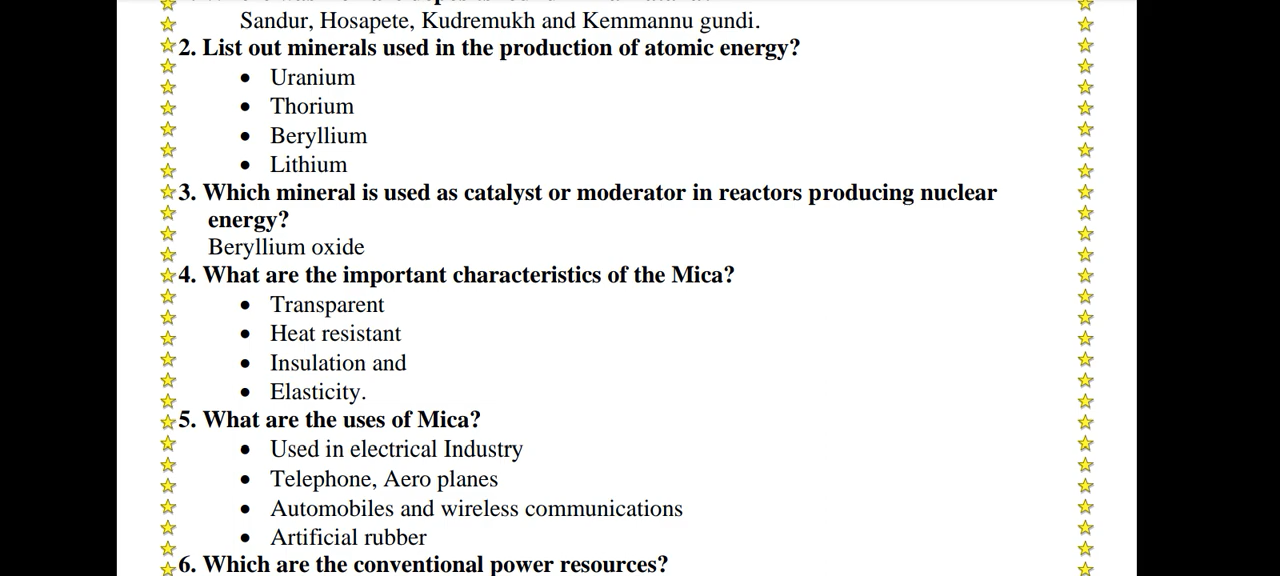 Sandur, Hosapete, Kudremukh and Kemmannu gundi.
2. List out minerals used in the production of atomic energy?
• Uranium
• Thorium
• Beryllium
• Lithium
3. Which mineral is used as catalyst or moderator in reactors producing nuclear
energy?
Beryllium oxide
4. What are the important characteristics of the Mica?
• Transparent
• Heat resistant
• Insulation and
• Elasticity.
5. What are the uses of Mica?
• Used in electrical Industry
• Telephone, Aero planes
• Automobiles and wireless communications
• Artificial rubber
6. Which are the conventional power resources?